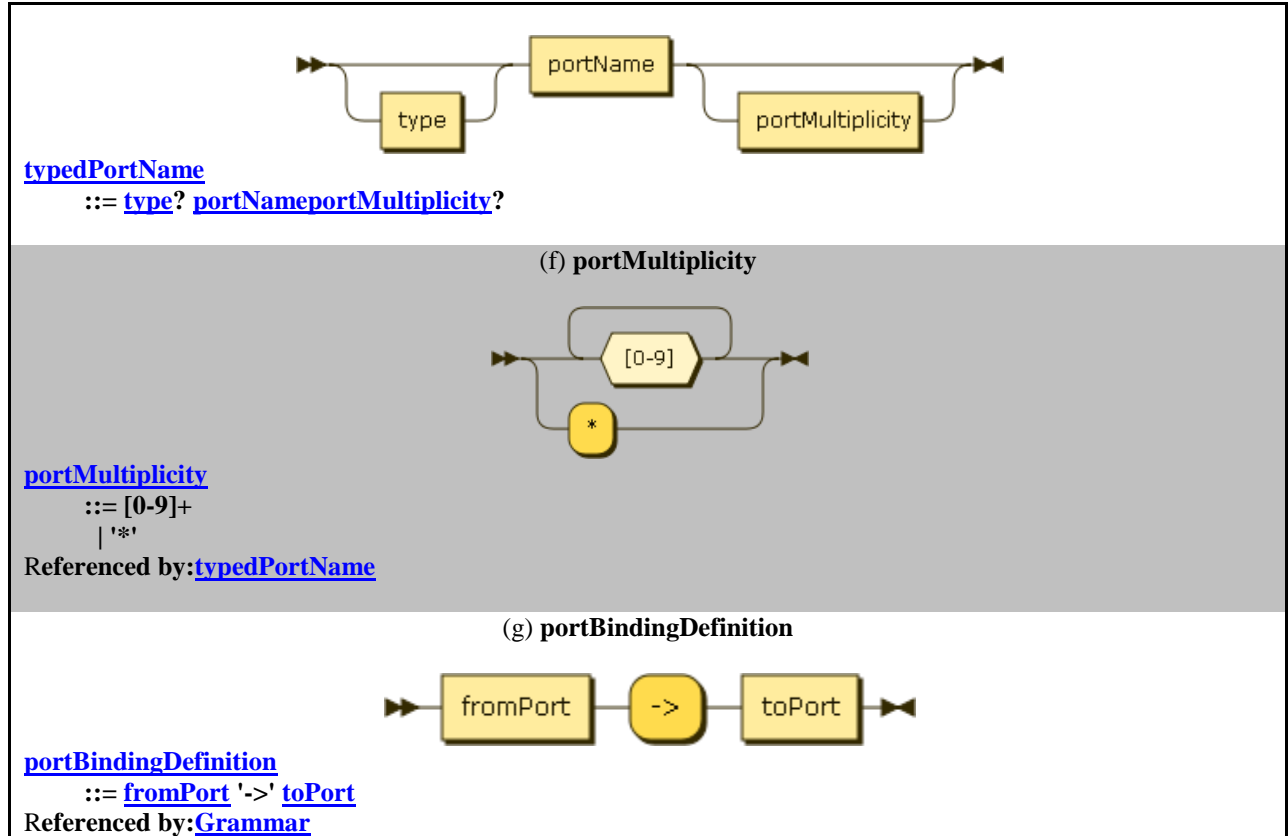 portName
type
portMultiplicity
typedPortName
::= type? portNameportMultiplicity?
(f) portMultiplicity
[0-9]
*
portMultiplicity
::= [0-9]+
| '*'
Referenced by:typedPortName
(g) portBindingDefinition
fromPort -> toPort
portBindingDefinition
::= fromPort '->' toPort
Referenced by:Grammar